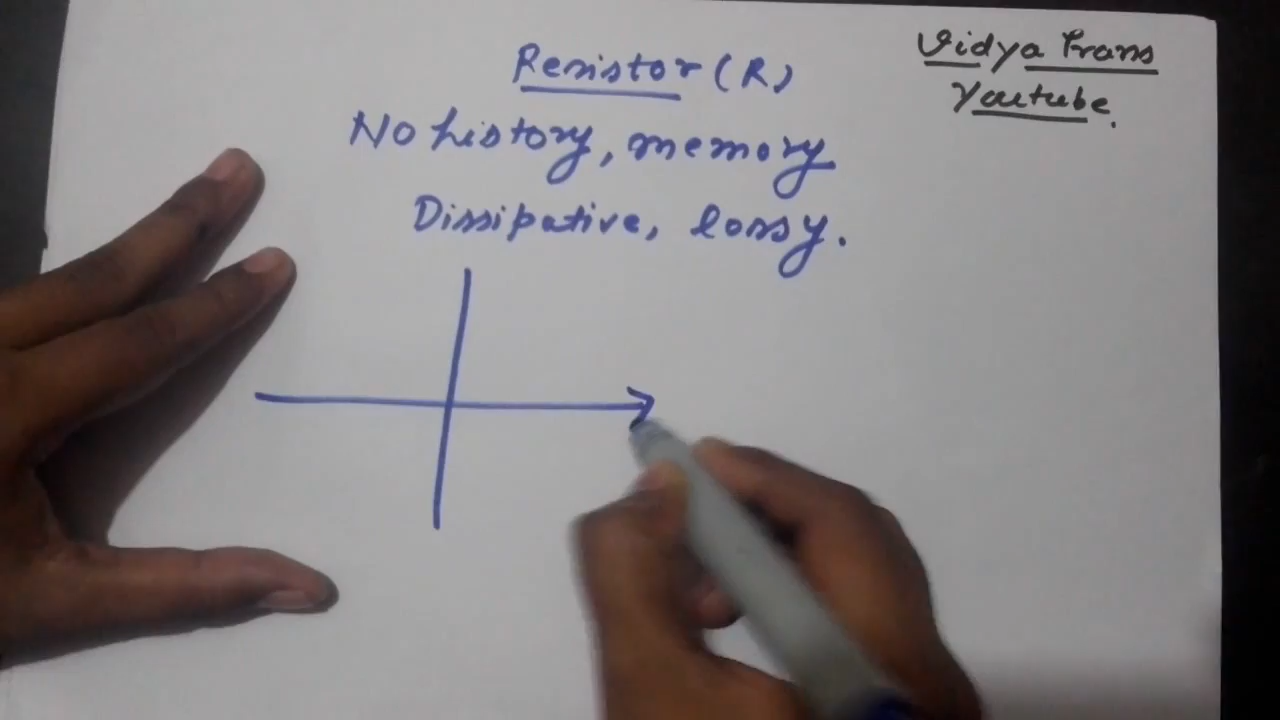 Resistor (R)
Vidya Trans
Youtube.
No history, memory
Dissipative, lossy.